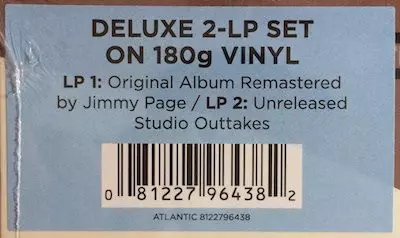 DELUXE 2-LP SET
ON 180g VINYL
LP 1: Original Album Remastered
by Jimmy Page / LP 2: Unreleased
Studio Outtakes
0 81227 96438 2
ATLANTIC 8122796438